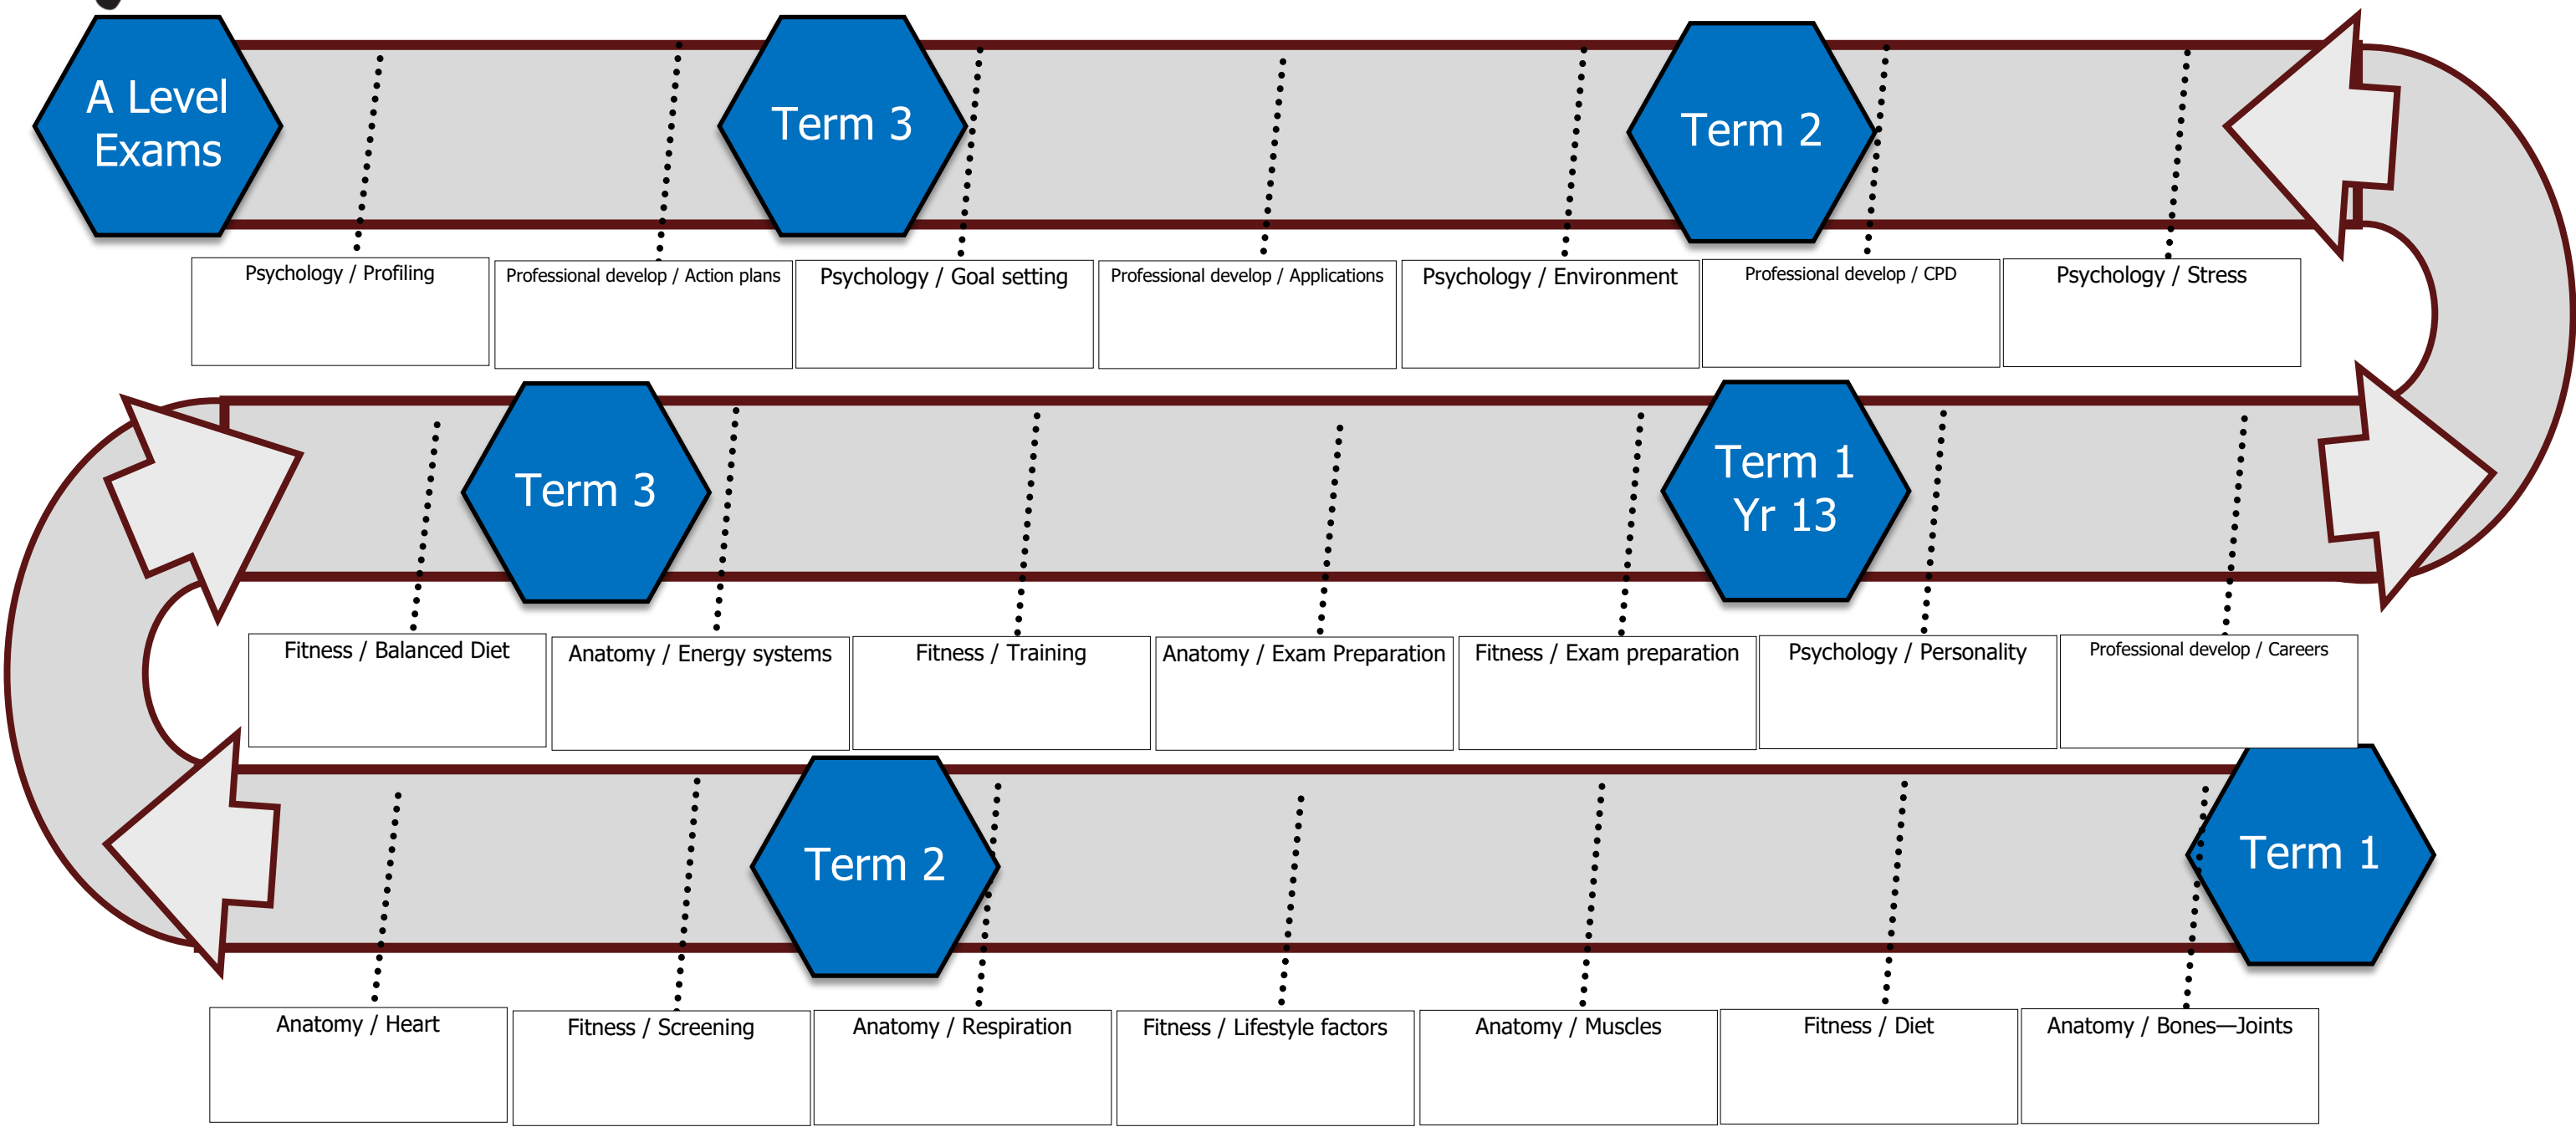 A Level
Exams
Term 3
Term 2
Psychology / Profiling
Professional develop / Action plans
Psychology / Goal setting
Professional develop / Applications
Psychology / Environment
Professional develop / CPD
Psychology / Stress
Term 3
Term 1
Yr 13
Fitness / Balanced Diet
Anatomy / Energy systems
Fitness / Training
Anatomy / Exam Preparation
Fitness / Exam preparation
Psychology / Personality
Professional develop / Careers
Term 2
Term 1
Anatomy / Heart
Fitness / Screening
Anatomy / Respiration
Fitness / Lifestyle factors
Anatomy / Muscles
Fitness / Diet
Anatomy / Bones—Joints